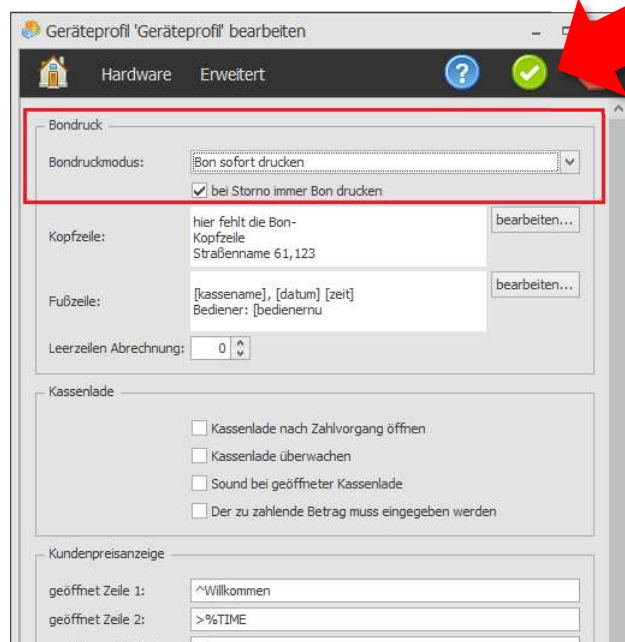 Geräteprofil 'Geräteprofil' bearbeiten
Hardware Erweitert
Bondruck
Bondruckmodus: Bon sofort drucken
bei Storno immer Bon drucken
Kopfzeile:
hier fehlt die Bon-
Kopfzeile
Straßenname 61,123
bearbeiten...
Fußzeile:
[kassename], [datum] [zeit]
Bediener: [bedienernu
bearbeiten...
Leerzeilen Abrechnung: 0
Kassenlade
Kassenlade nach Zahlvorgang öffnen
Kassenlade überwachen
Sound bei geöffneter Kassenlade
Der zu zahlende Betrag muss eingegeben werden
Kundenpreisanzeige
geöffnet Zeile 1: ^Willkommen
geöffnet Zeile 2: >%TIME